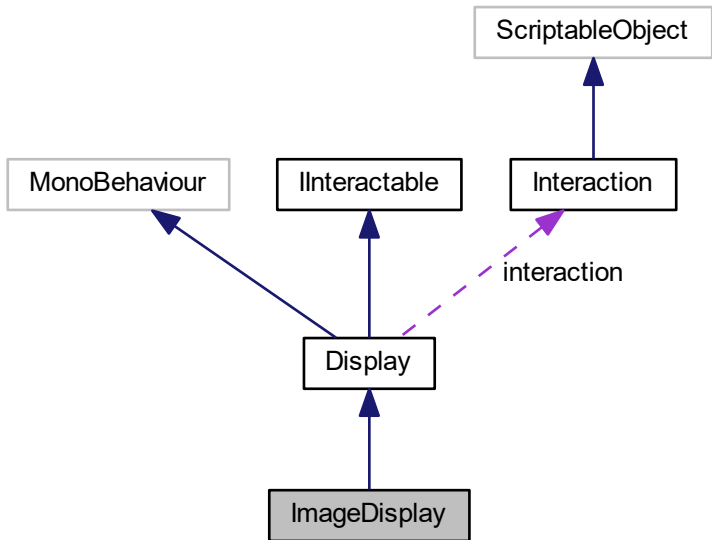 ScriptableObject
MonoBehaviour
IInteractable
Interaction
interaction
Display
ImageDisplay